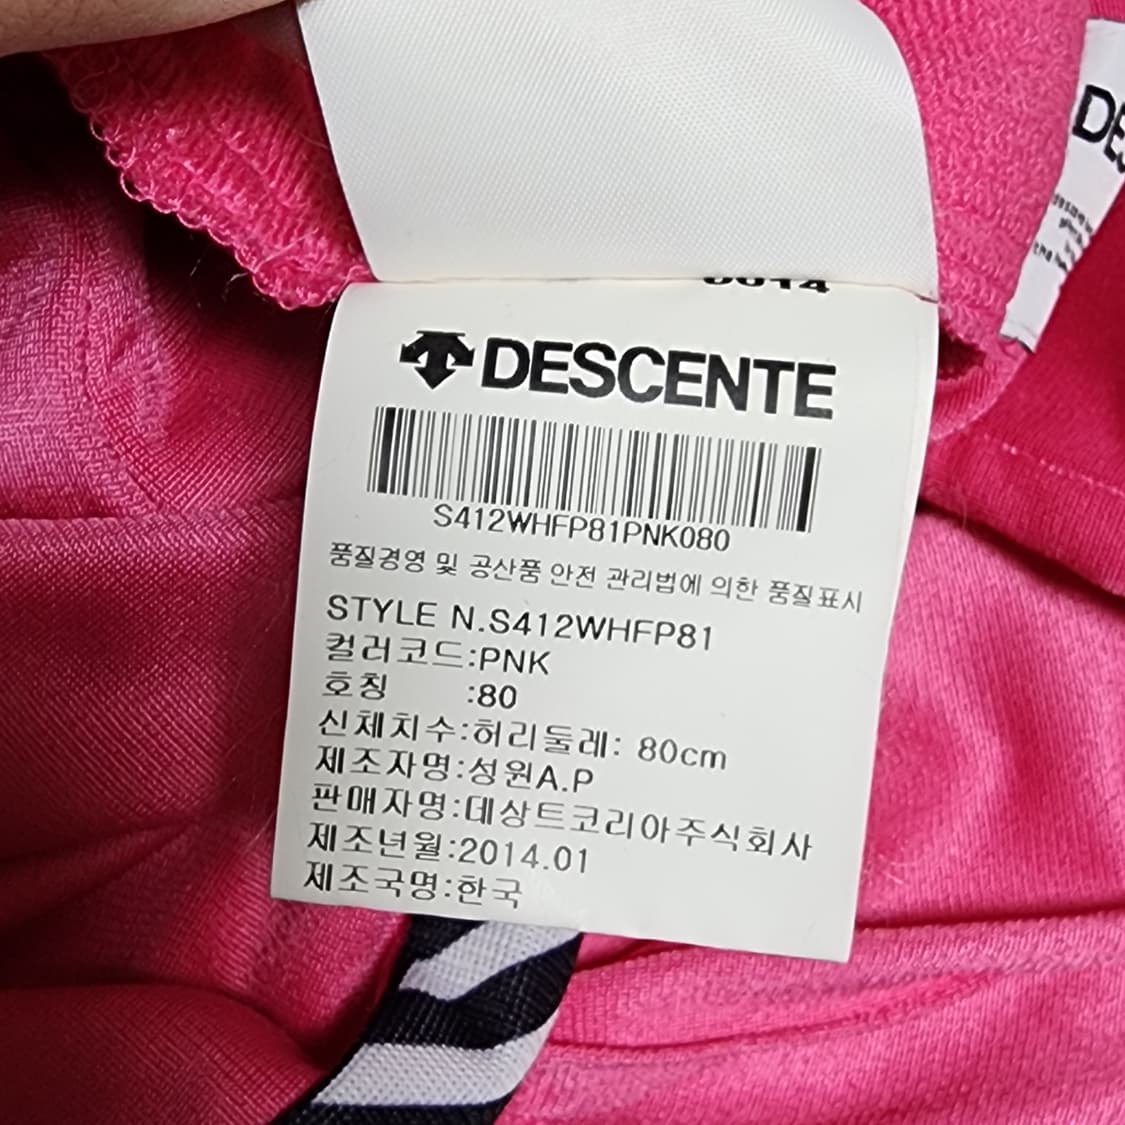 DESCENTE
S412WHFP81PNK080
품질경영 및 공산품 안전 관리법에 의한 품질표시
STYLE N.S412WHFP81
컬러코드:PNK
호칭 :80
신체치수:허리둘레: 80cm
제조자명:성원A.P
판매자명:데상트코리아주식회사
제조년월:2014.01
제조국명:한국